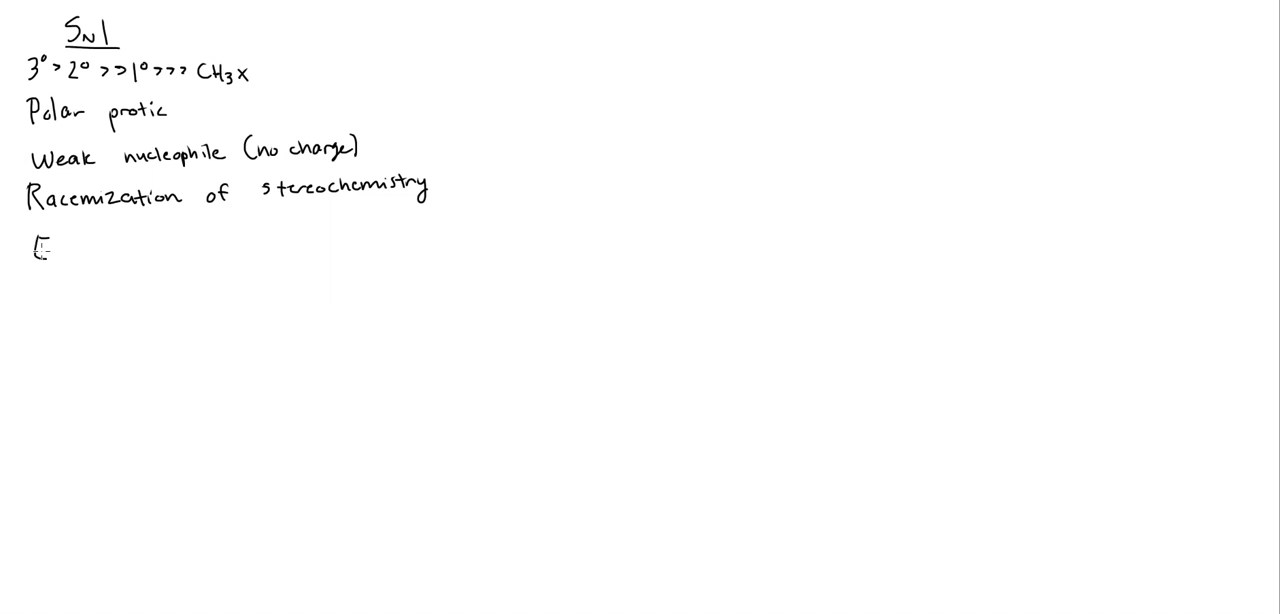 SN1
3° > 2° >>> 1° >>> CH3X
Polar protic
Weak nucleophile (no charge)
Racemization of stereochemistry
E